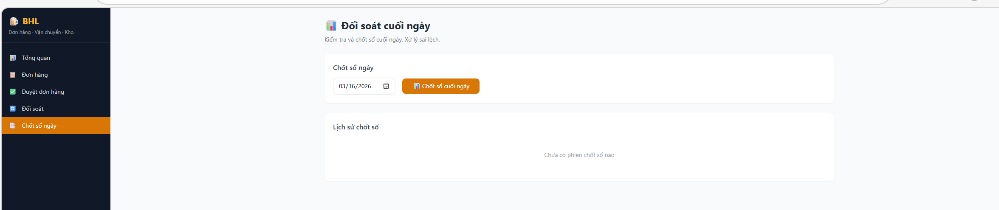 BHL
Đơn hàng · Vận chuyển · Kho
Tổng quan
Đơn hàng
Duyệt đơn hàng
Đối soát
Chốt sổ ngày
Đối soát cuối ngày
Kiểm tra và chốt sổ cuối ngày. Xử lý sai lệch.
Chốt sổ ngày
03/16/2026
Chốt sổ cuối ngày
Lịch sử chốt sổ
Chưa có phiên chốt sổ nào